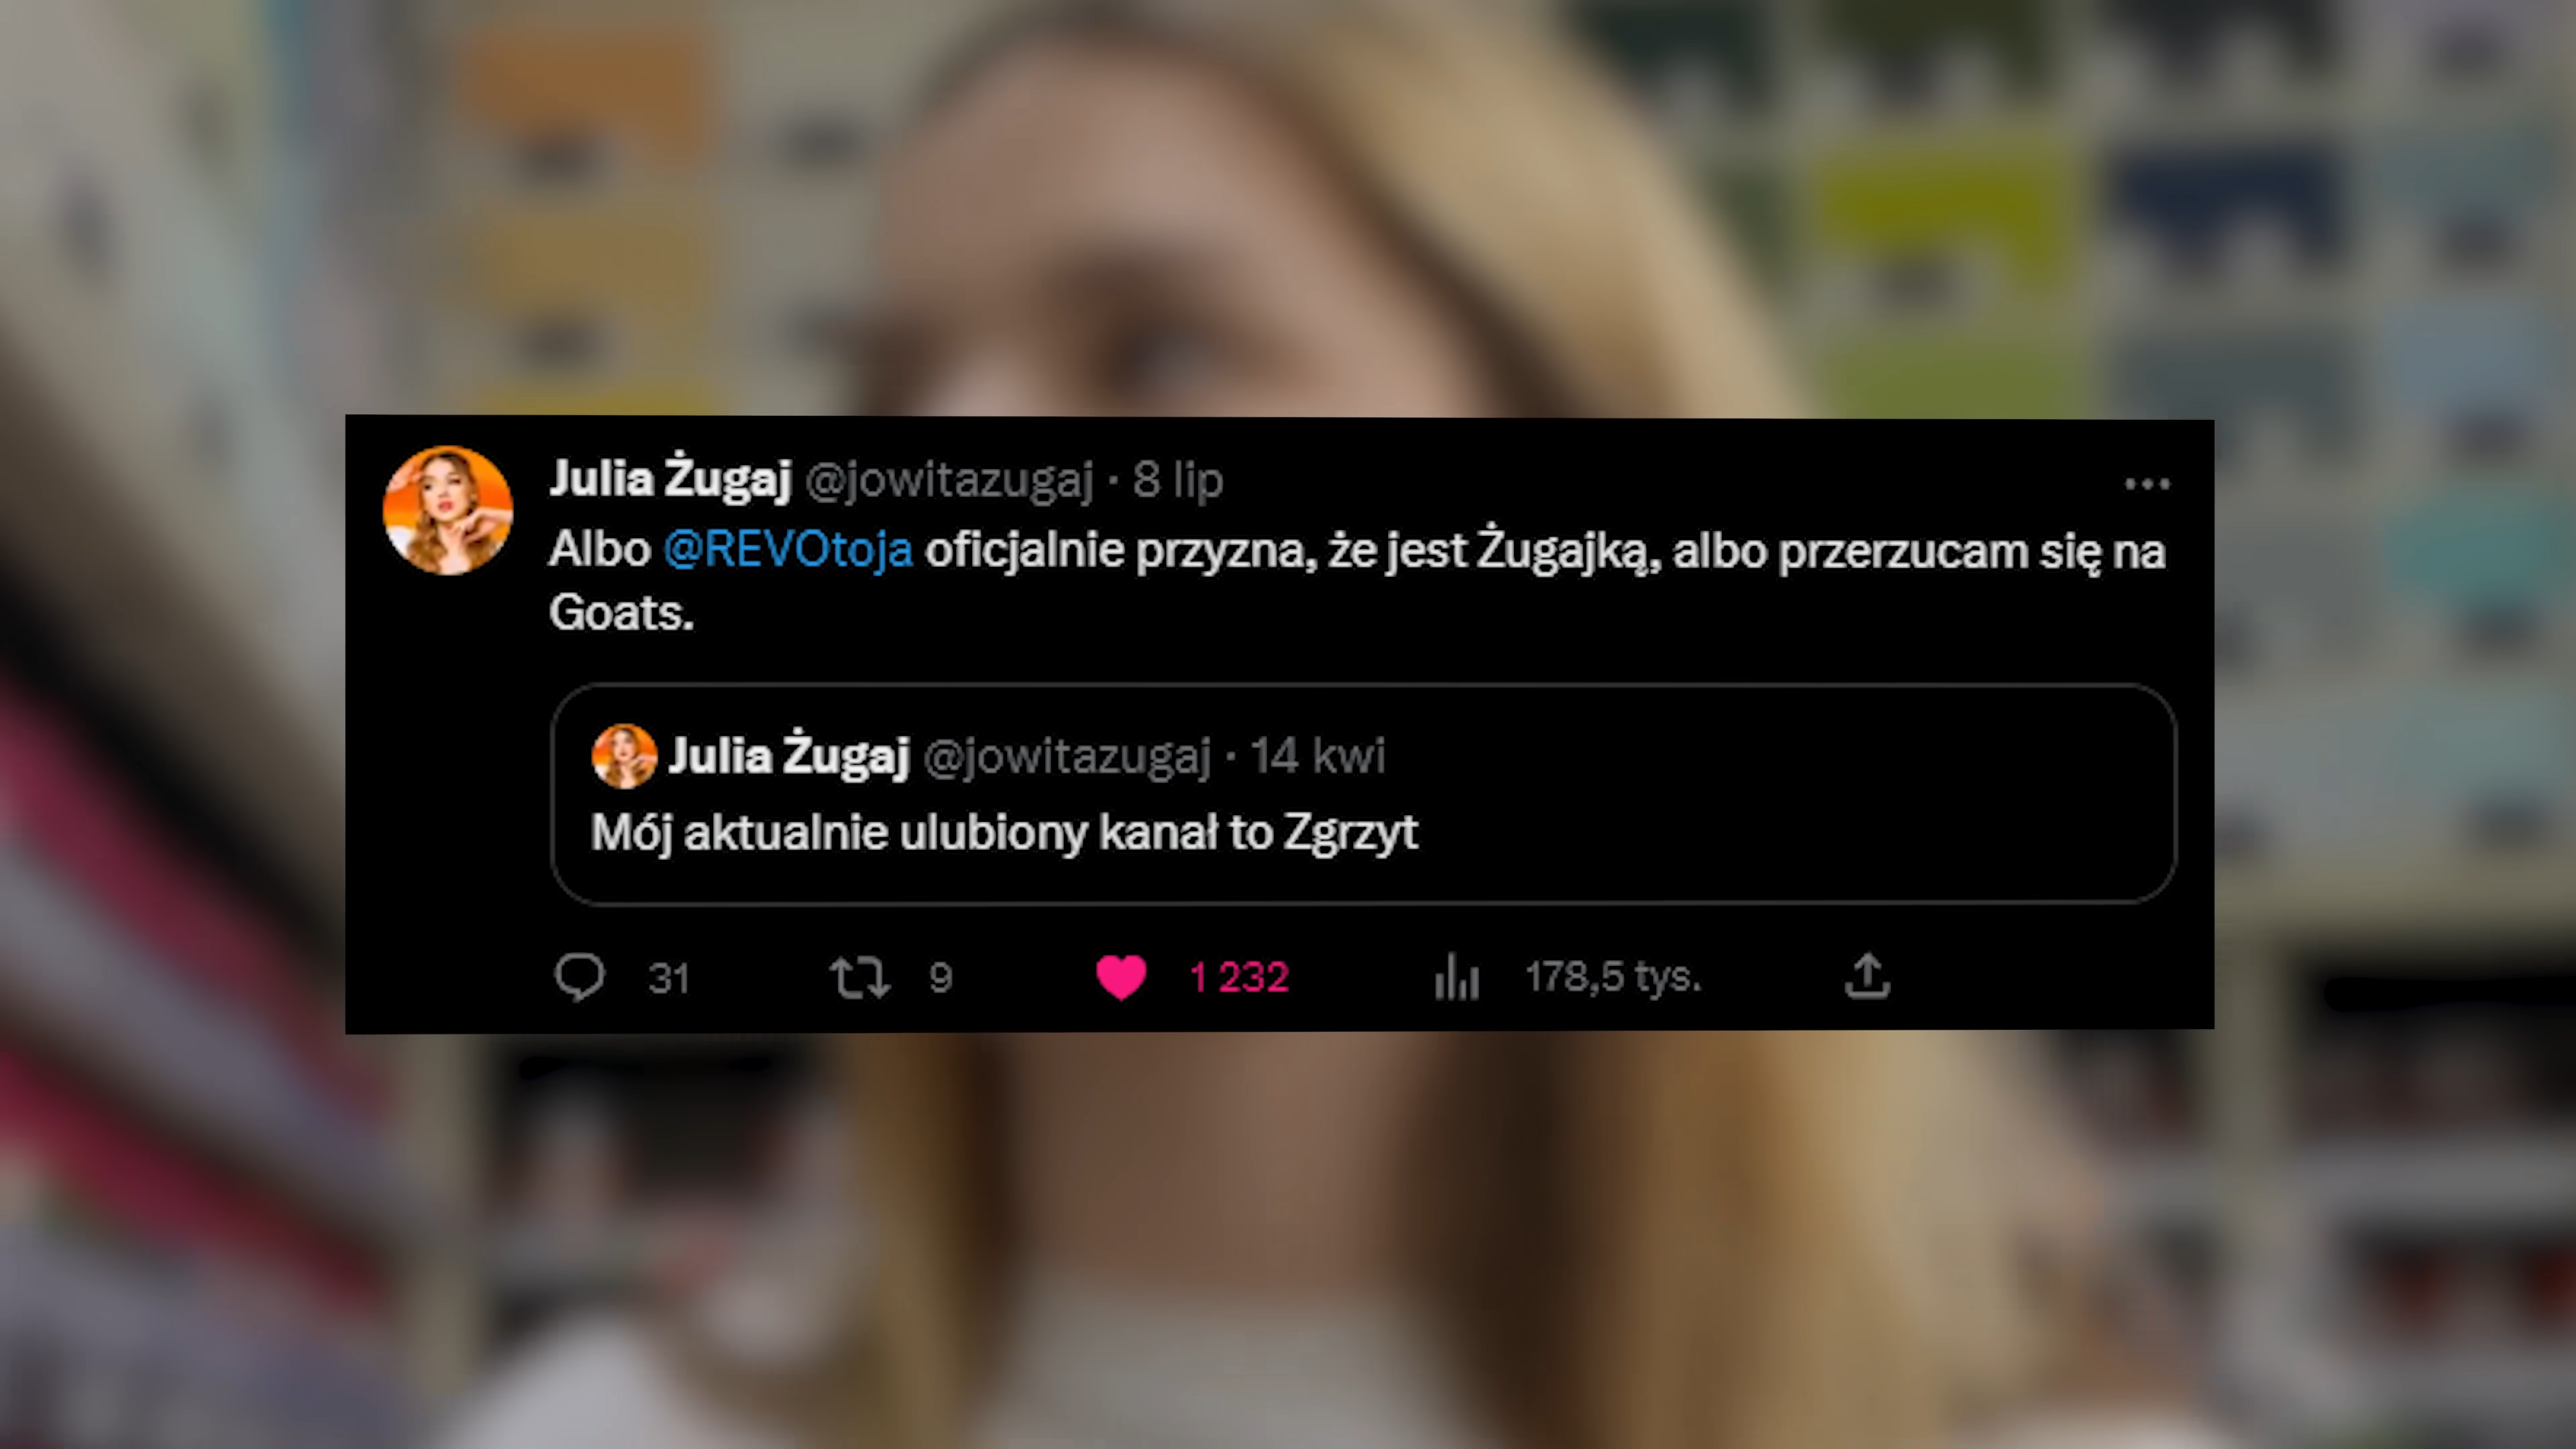 Julia Żugaj @jowitazugaj · 8 lip
Albo @REVOtoja oficjalnie przyzna, że jest Żugajką, albo przerzucam się na
Goats.
Julia Żugaj @jowitazugaj · 14 kwi
Mój aktualnie ulubiony kanał to Zgrzyt
31 9 1 232 178,5 tys.